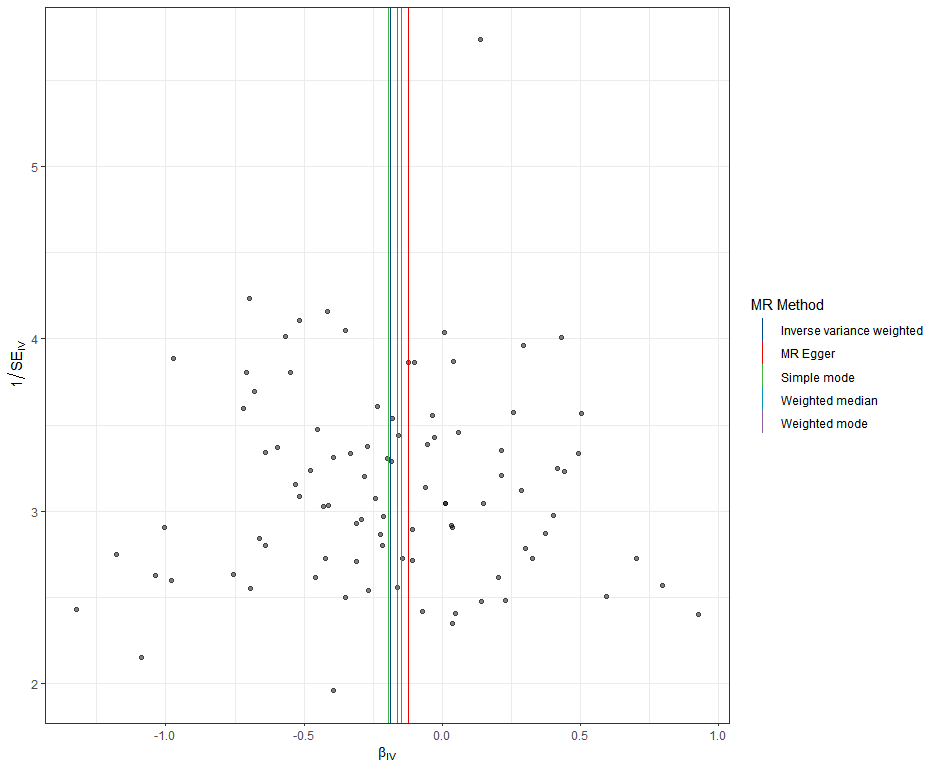 5
4
3
2
1/SE_IV
-1.0 -0.5 0.0 0.5 1.0
β_IV
MR Method
Inverse variance weighted
MR Egger
Simple mode
Weighted median
Weighted mode